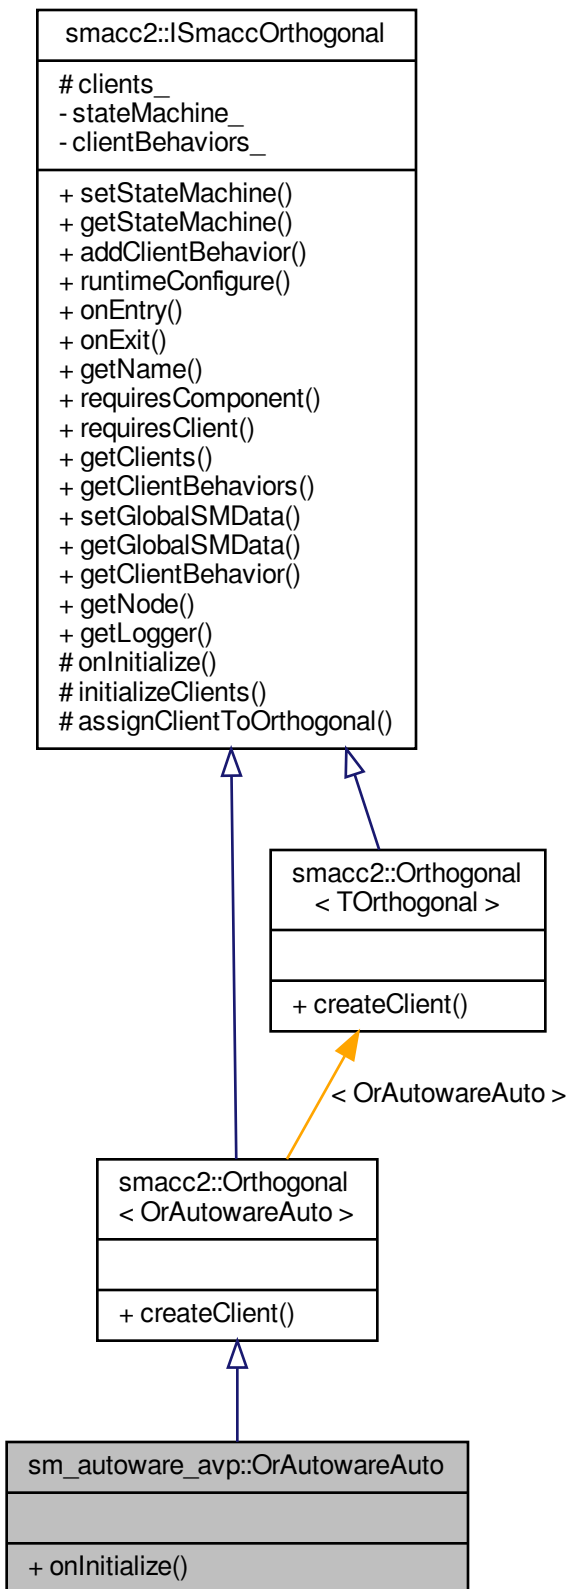 smacc2::ISmaccOrthogonal
# clients_
- stateMachine_
- clientBehaviors_
+ setStateMachine()
+ getStateMachine()
+ addClientBehavior()
+ runtimeConfigure()
+ onEntry()
+ onExit()
+ getName()
+ requiresComponent()
+ requiresClient()
+ getClients()
+ getClientBehaviors()
+ setGlobalSMData()
+ getGlobalSMData()
+ getClientBehavior()
+ getNode()
+ getLogger()
# onInitialize()
# initializeClients()
# assignClientToOrthogonal()
smacc2::Orthogonal
< TOrthogonal >
+ createClient()
< OrAutowareAuto >
smacc2::Orthogonal
< OrAutowareAuto >
+ createClient()
sm_autoware_avp::OrAutowareAuto
+ onInitialize()